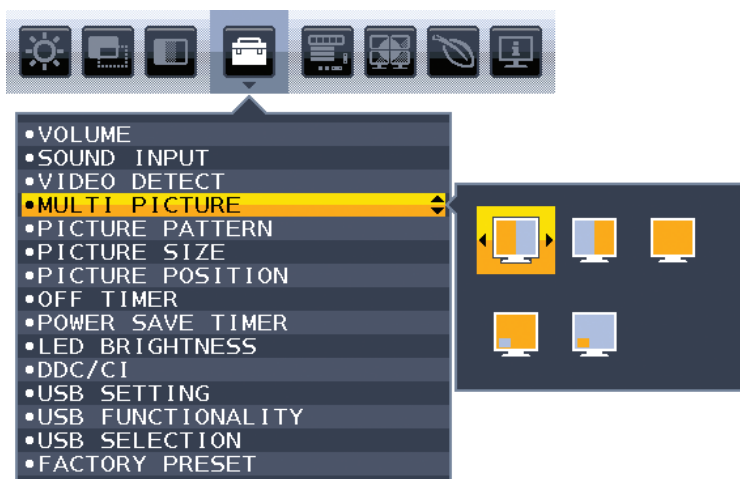 •VOLUME
•SOUND INPUT
•VIDEO DETECT
•MULTI PICTURE
•PICTURE PATTERN
•PICTURE SIZE
•PICTURE POSITION
•OFF TIMER
•POWER SAVE TIMER
•LED BRIGHTNESS
•DDC/CI
•USB SETTING
•USB FUNCTIONALITY
•USB SELECTION
•FACTORY PRESET